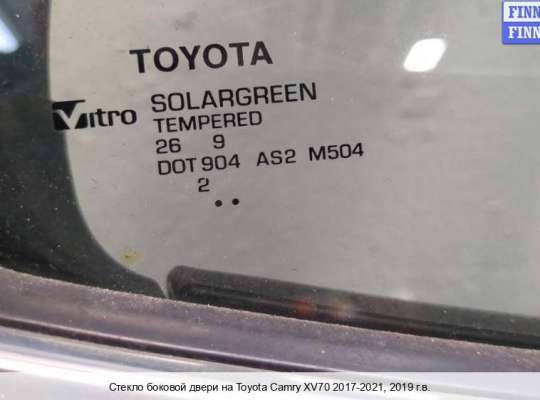 FINN
FINN
TOYOTA
Vitro SOLARGREEN
TEMPERED
26 9
DOT 904 AS2 M504
2
Стекло боковой двери на Toyota Camry XV70 2017-2021, 2019 г.в.